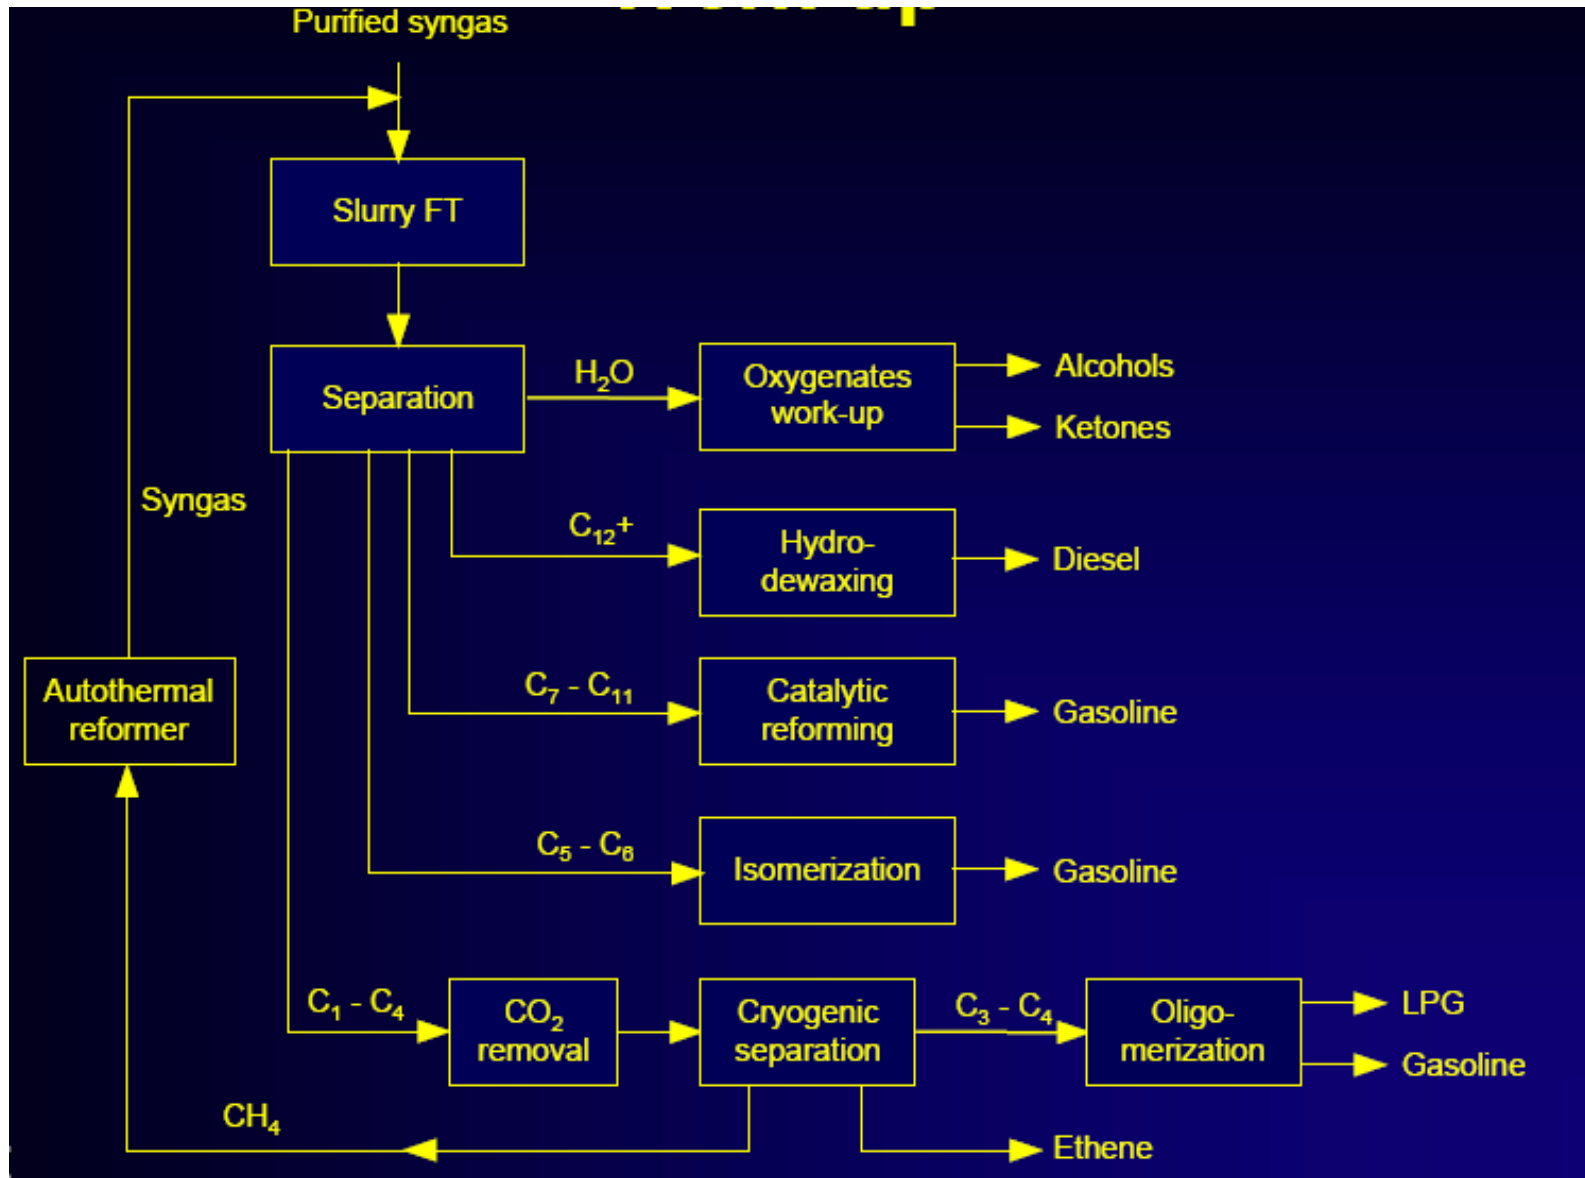 Purified syngas
Slurry FT
Separation
H₂O
Oxygenates
work-up
Alcohols
Ketones
Syngas
C₁₂+
Hydro-
dewaxing
Diesel
Autothermal
reformer
C₇ - C₁₁
Catalytic
reforming
Gasoline
C₅ - C₆
Isomerization
Gasoline
C₁ - C₄
CO₂
removal
Cryogenic
separation
C₃ - C₄
Oligo-
merization
LPG
Gasoline
CH₄
Ethene